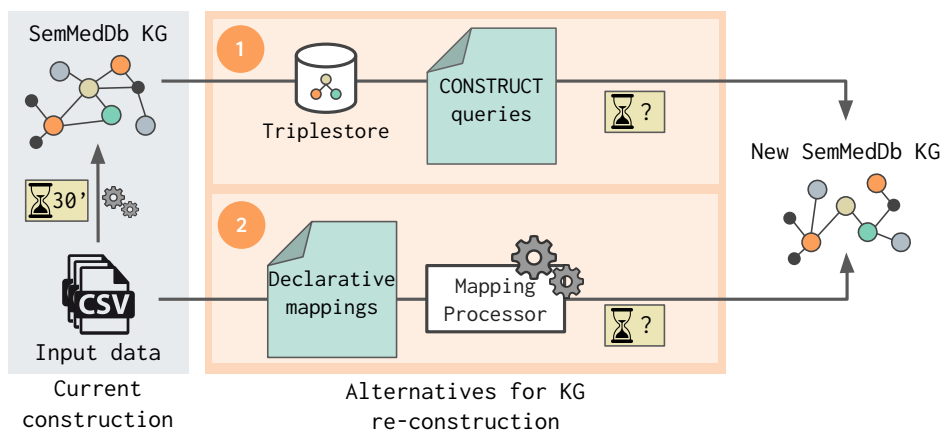 SemMedDb KG
30'
CSV
Input data
Current
construction
1
Triplestore
CONSTRUCT
queries
?
2
Declarative
mappings
Mapping
Processor
?
Alternatives for KG
re-construction
New SemMedDb KG